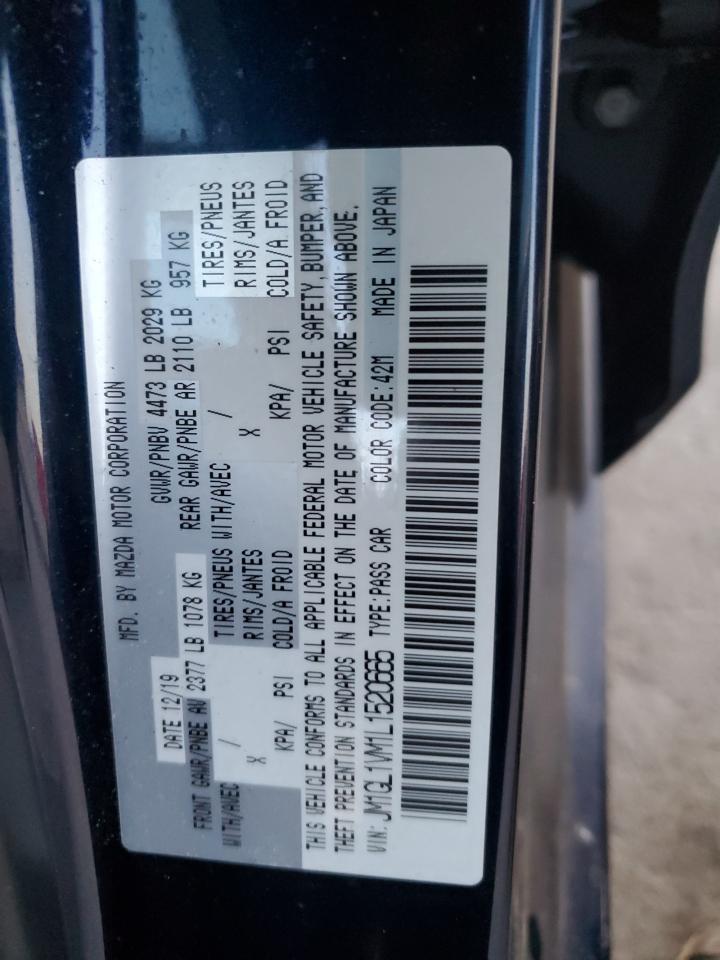 MFD. BY MAZDA MOTOR CORPORATION
DATE 12/19 GVWR/PNBV 4473 LB 2029 KG
FRONT GAWR/PNBE AV 2377 LB 1078 KG REAR GAWR/PNBE AR 2110 LB 957 KG
WITH/AVEC / TIRES/PNEUS WITH/AVEC / TIRES/PNEUS
X RIMS/JANTES X RIMS/JANTES
KPA/ PSI COLD/A FROID KPA/ PSI COLD/A FROID
THIS VEHICLE CONFORMS TO ALL APPLICABLE FEDERAL MOTOR VEHICLE SAFETY, BUMPER, AND
THEFT PREVENTION STANDARDS IN EFFECT ON THE DATE OF MANUFACTURE SHOWN ABOVE.
VIN: JM1GL1VM1L1520665 TYPE:PASS CAR COLOR CODE:42M MADE IN JAPAN